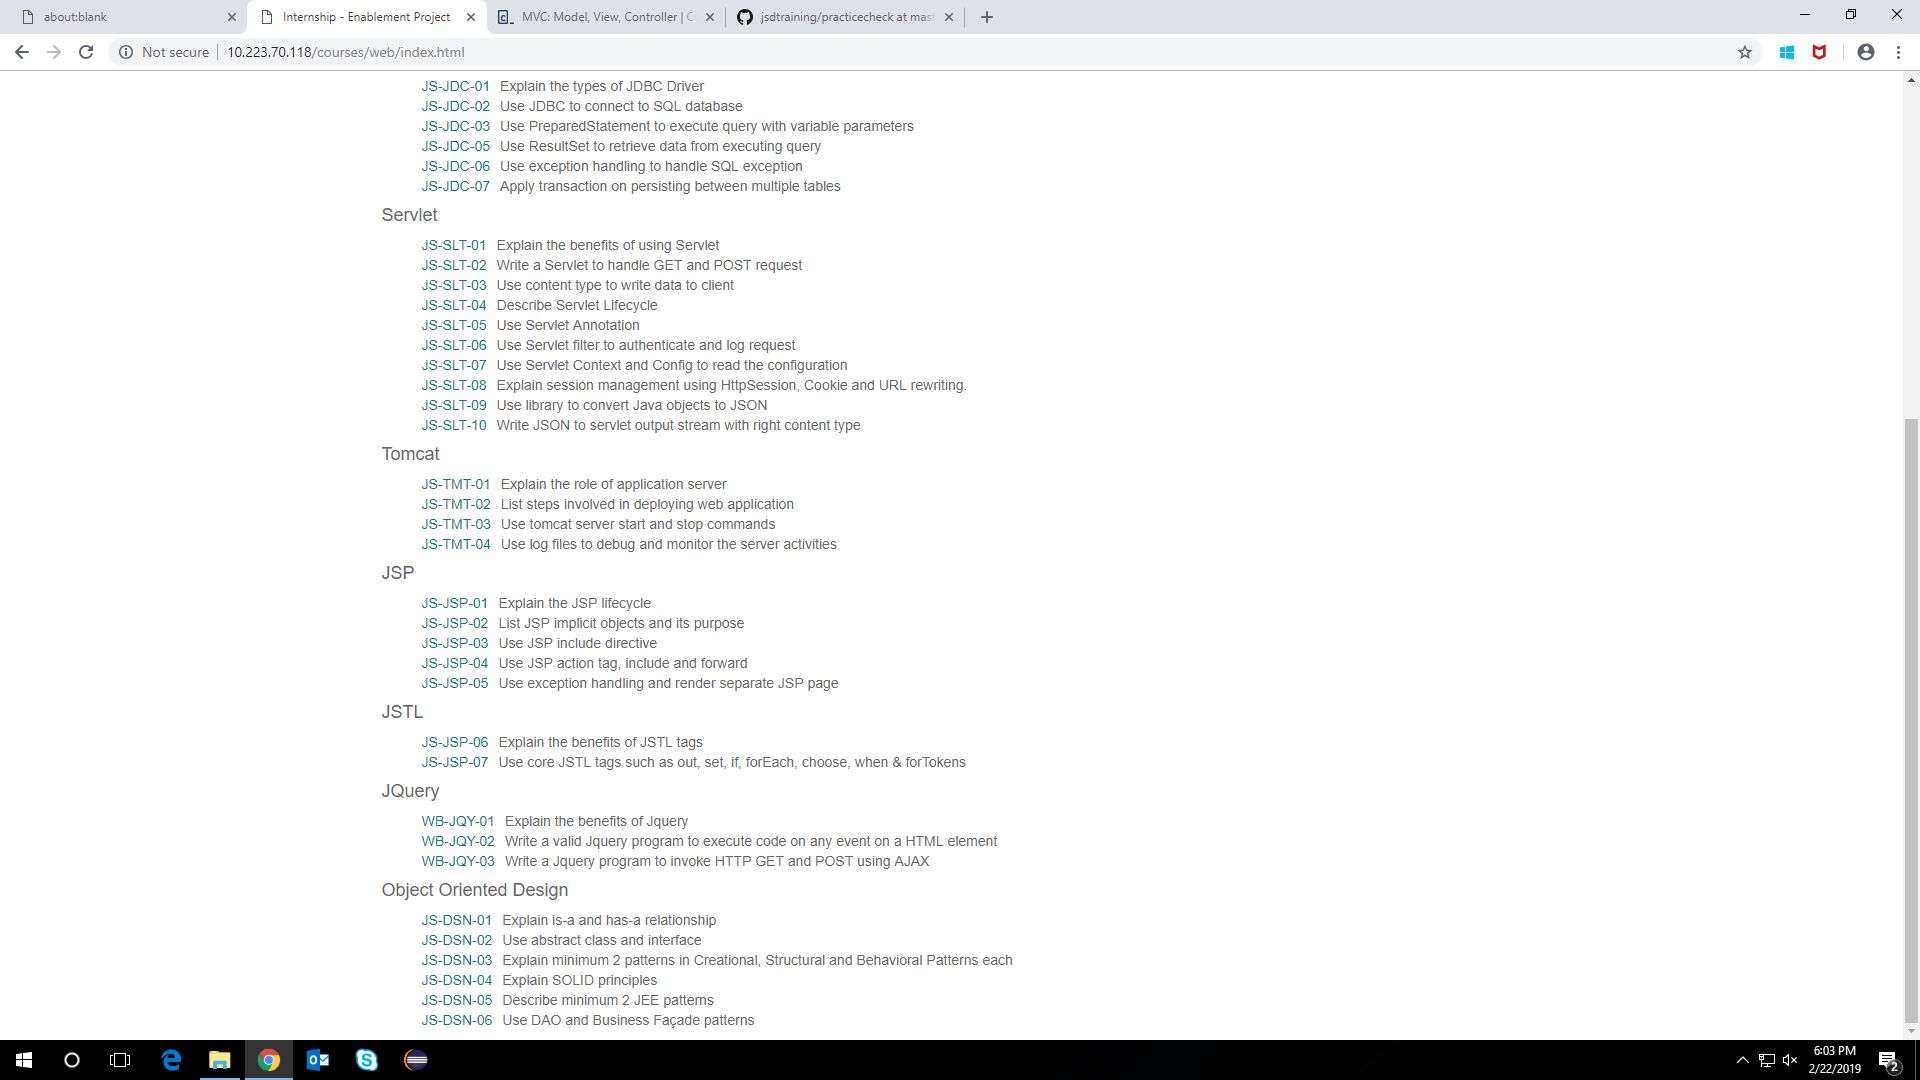 about:blank
Internship - Enablement Project
MVC: Model, View, Controller | C
jsdtraining/practicecheck at mast
Not secure
10.223.70.118/courses/web/index.html
JS-JDC-01 Explain the types of JDBC Driver
JS-JDC-02 Use JDBC to connect to SQL database
JS-JDC-03 Use PreparedStatement to execute query with variable parameters
JS-JDC-05 Use ResultSet to retrieve data from executing query
JS-JDC-06 Use exception handling to handle SQL exception
JS-JDC-07 Apply transaction on persisting between multiple tables
Servlet
JS-SLT-01 Explain the benefits of using Servlet
JS-SLT-02 Write a Servlet to handle GET and POST request
JS-SLT-03 Use content type to write data to client
JS-SLT-04 Describe Servlet Lifecycle
JS-SLT-05 Use Servlet Annotation
JS-SLT-06 Use Servlet filter to authenticate and log request
JS-SLT-07 Use Servlet Context and Config to read the configuration
JS-SLT-08 Explain session management using HttpSession, Cookie and URL rewriting.
JS-SLT-09 Use library to convert Java objects to JSON
JS-SLT-10 Write JSON to servlet output stream with right content type
Tomcat
JS-TMT-01 Explain the role of application server
JS-TMT-02 List steps involved in deploying web application
JS-TMT-03 Use tomcat server start and stop commands
JS-TMT-04 Use log files to debug and monitor the server activities
JSP
JS-JSP-01 Explain the JSP lifecycle
JS-JSP-02 List JSP implicit objects and its purpose
JS-JSP-03 Use JSP include directive
JS-JSP-04 Use JSP action tag, include and forward
JS-JSP-05 Use exception handling and render separate JSP page
JSTL
JS-JSP-06 Explain the benefits of JSTL tags
JS-JSP-07 Use core JSTL tags such as out, set, if, forEach, choose, when & forTokens
JQuery
WB-JQY-01 Explain the benefits of Jquery
WB-JQY-02 Write a valid Jquery program to execute code on any event on a HTML element
WB-JQY-03 Write a Jquery program to invoke HTTP GET and POST using AJAX
Object Oriented Design
JS-DSN-01 Explain is-a and has-a relationship
JS-DSN-02 Use abstract class and interface
JS-DSN-03 Explain minimum 2 patterns in Creational, Structural and Behavioral Patterns each
JS-DSN-04 Explain SOLID principles
JS-DSN-05 Describe minimum 2 JEE patterns
JS-DSN-06 Use DAO and Business Façade patterns
6:03 PM
2/22/2019
2